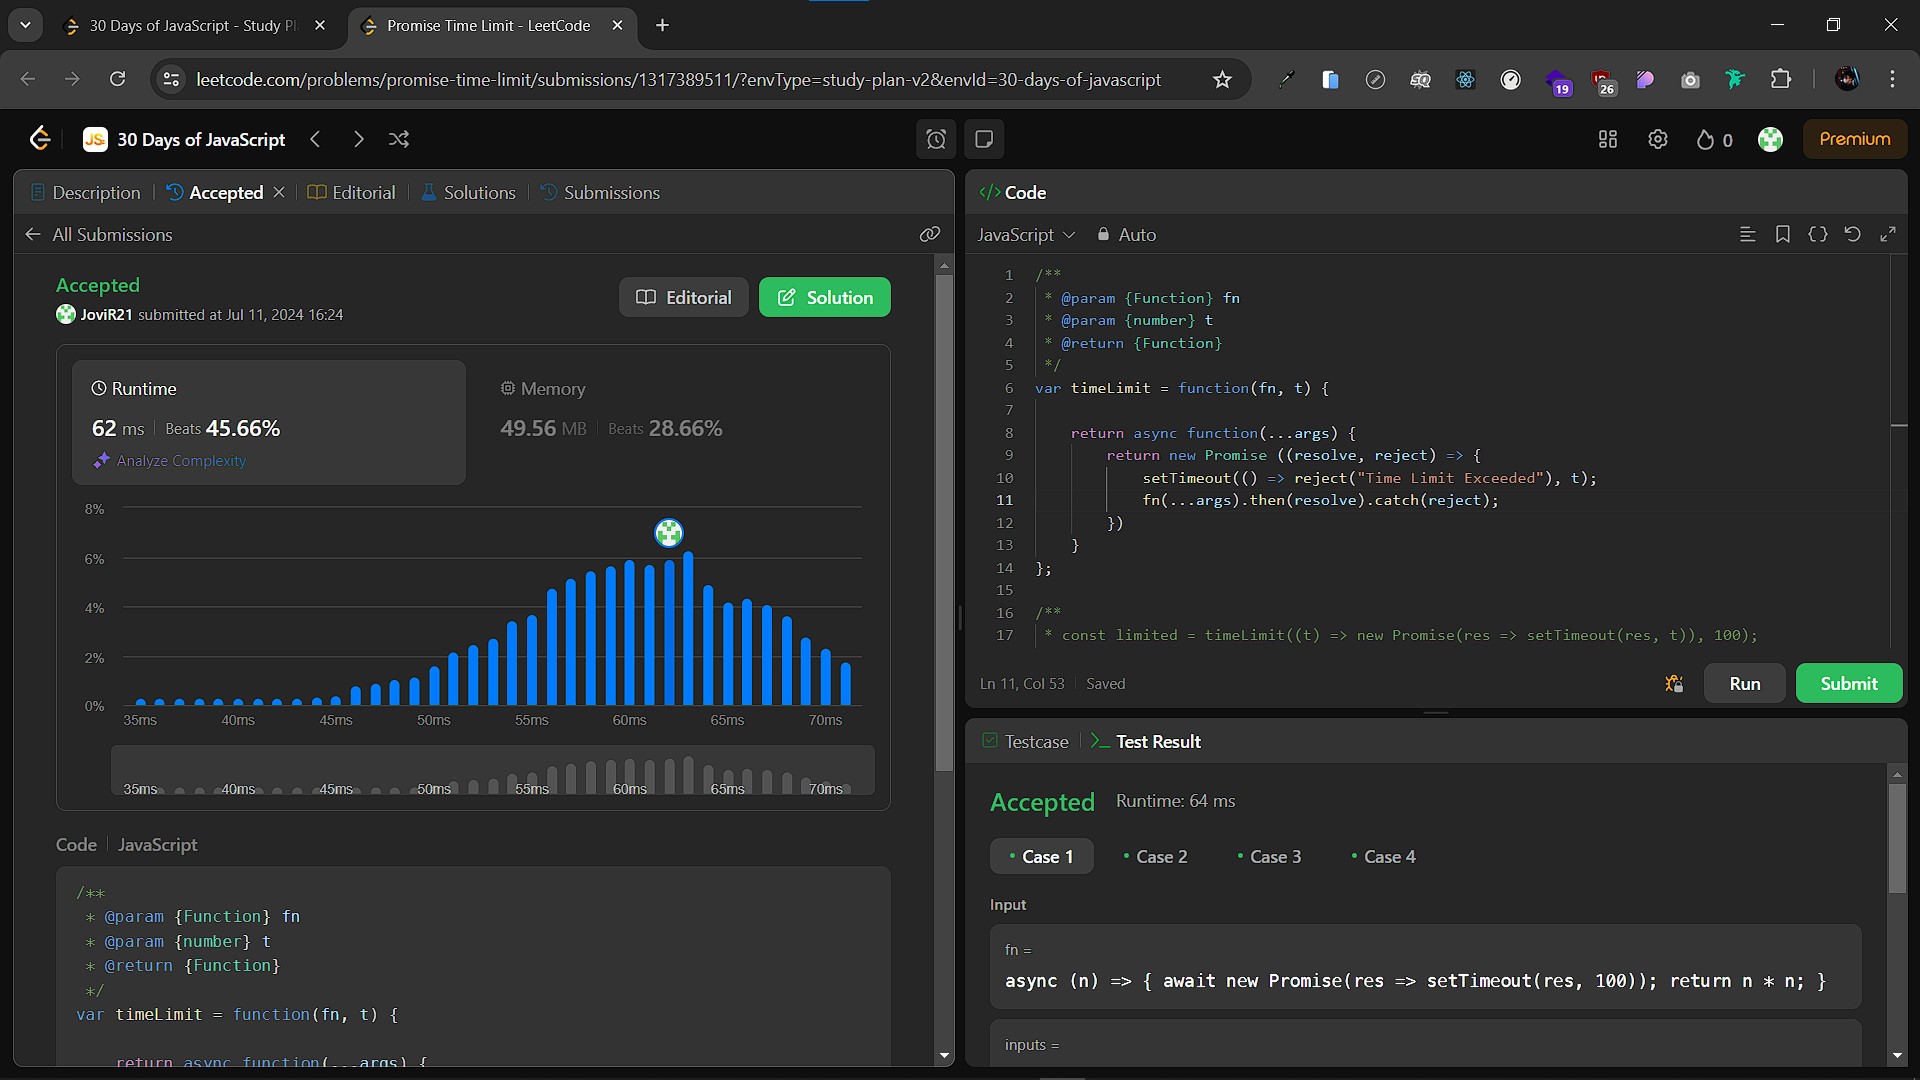 30 Days of JavaScript - Study Pl
Promise Time Limit - LeetCode
leetcode.com/problems/promise-time-limit/submissions/1317389511/?envType=study-plan-v2&envId=30-days-of-javascript
19
26
JS
30 Days of JavaScript
0
Premium
Description
Accepted
Editorial
Solutions
Submissions
All Submissions
Accepted
JoviR21 submitted at Jul 11, 2024 16:24
Editorial
Solution
Runtime
62 ms
Beats 45.66%
Analyze Complexity
Memory
49.56 MB
Beats 28.66%
8%
6%
4%
2%
0%
35ms 40ms 45ms 50ms 55ms 60ms 65ms 70ms
35ms 40ms 45ms 50ms 55ms 60ms 65ms 70ms
Code
JavaScript
/**
 * @param {Function} fn
 * @param {number} t
 * @return {Function}
 */
var timeLimit = function(fn, t) {
    return async function(...args) {
</> Code
JavaScript
Auto
1 /**
2  * @param {Function} fn
3  * @param {number} t
4  * @return {Function}
5  */
6 var timeLimit = function(fn, t) {
7
8     return async function(...args) {
9         return new Promise ((resolve, reject) => {
10             setTimeout(() => reject("Time Limit Exceeded"), t);
11             fn(...args).then(resolve).catch(reject);
12         })
13     }
14 };
15
16 /**
17  * const limited = timeLimit((t) => new Promise(res => setTimeout(res, t)), 100);
Ln 11, Col 53
Saved
Run
Submit
Testcase
Test Result
Accepted
Runtime: 64 ms
• Case 1
• Case 2
• Case 3
• Case 4
Input
fn =
async (n) => { await new Promise(res => setTimeout(res, 100)); return n * n; }
inputs =